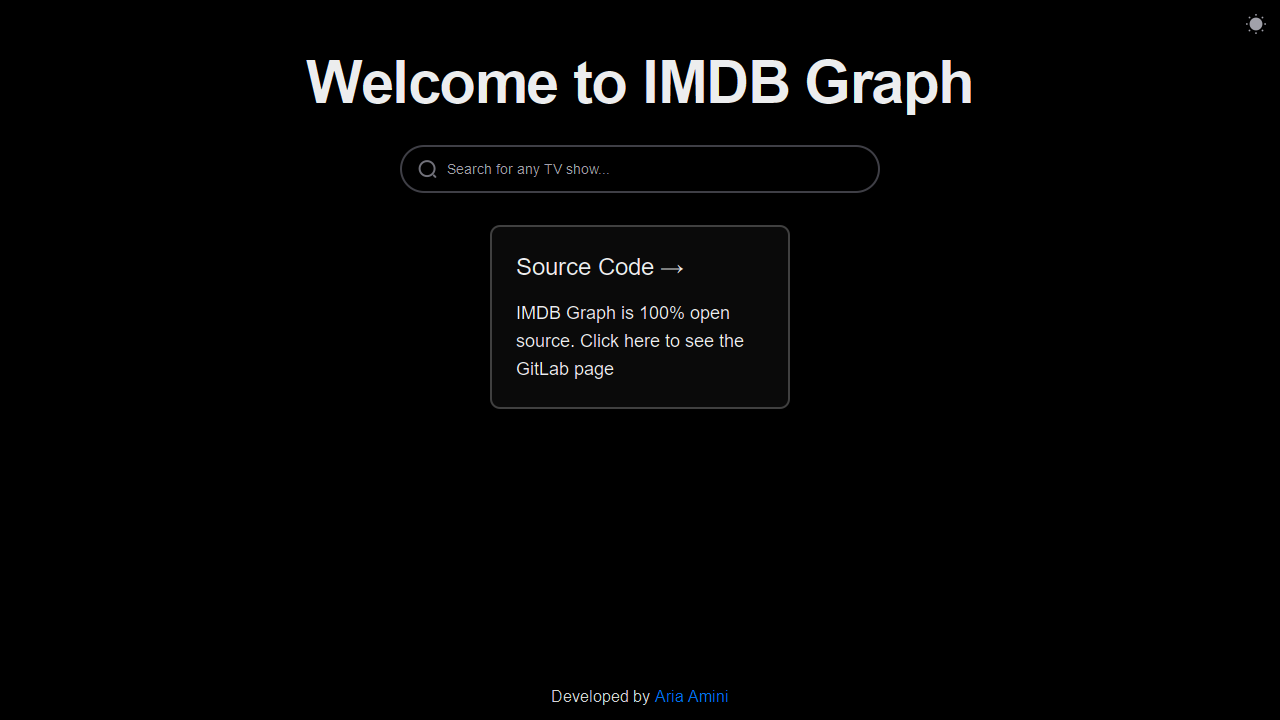 Welcome to IMDB Graph
Search for any TV show...
Source Code →
IMDB Graph is 100% open
source. Click here to see the
GitLab page
Developed by Aria Amini